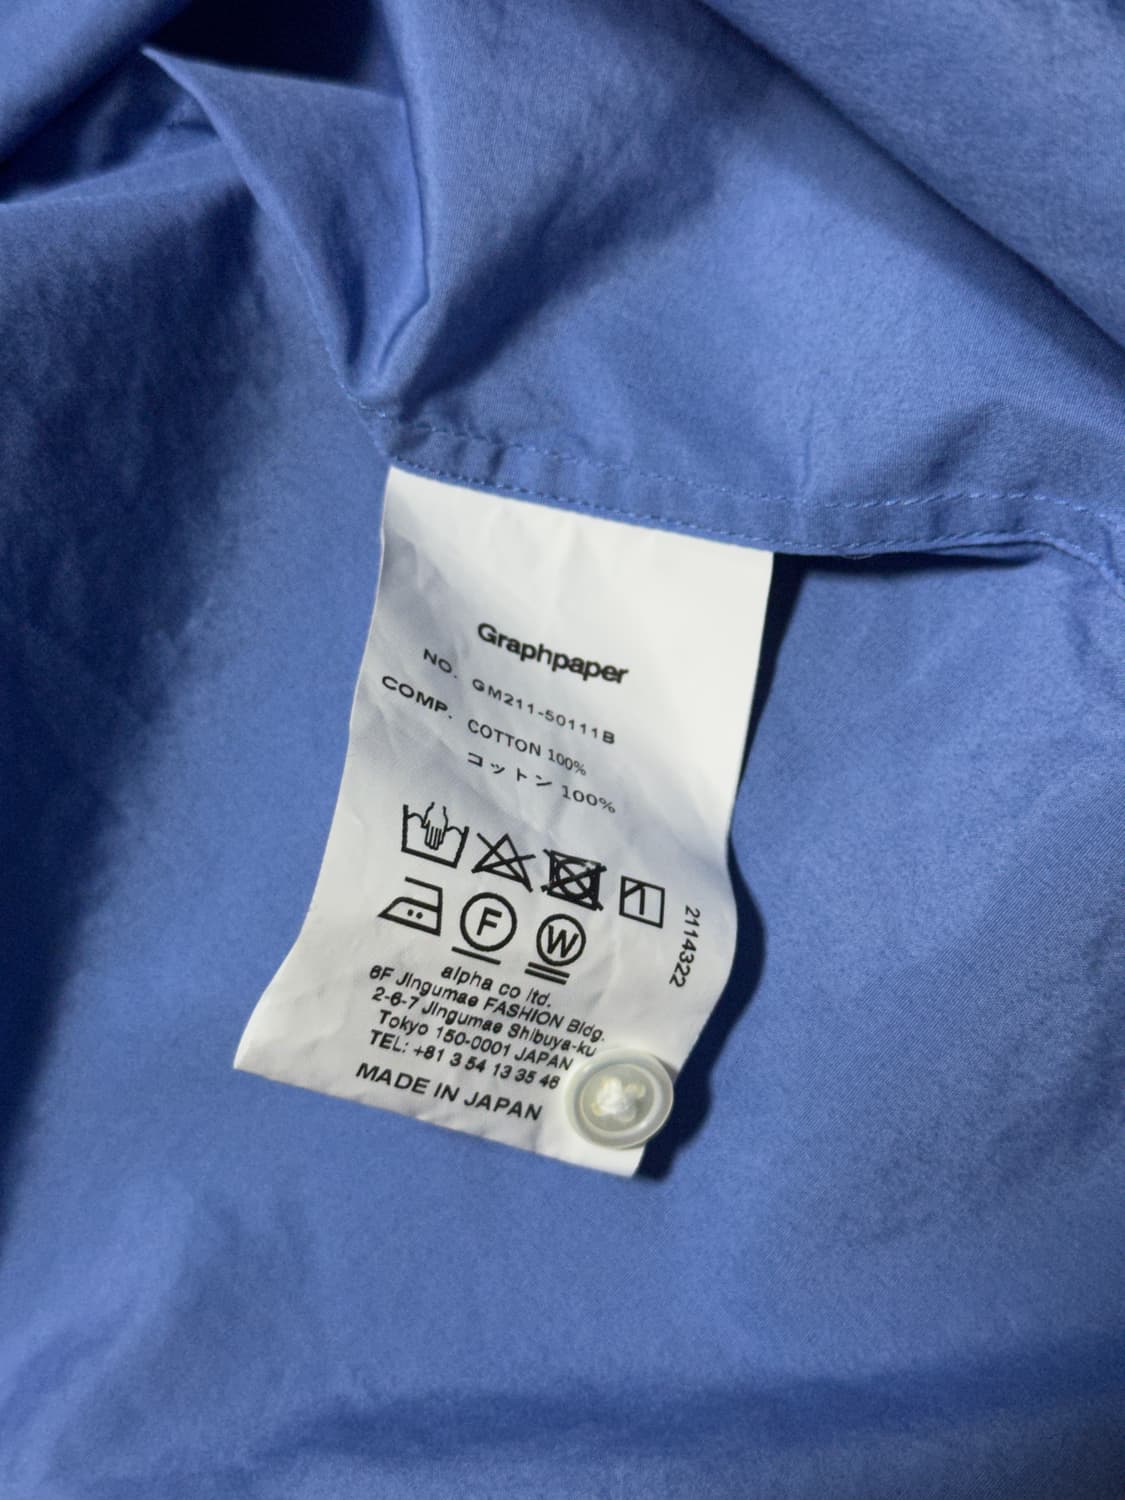 Graphpaper
NO. GM211-50111B
COMP. COTTON 100%
コットン 100%
F W
2114322
alpha co ltd.
6F Jingumae FASHION Bldg.
2-6-7 Jingumae Shibuya-ku
Tokyo 150-0001 JAPAN
TEL: +81 3 54 13 35 46
MADE IN JAPAN